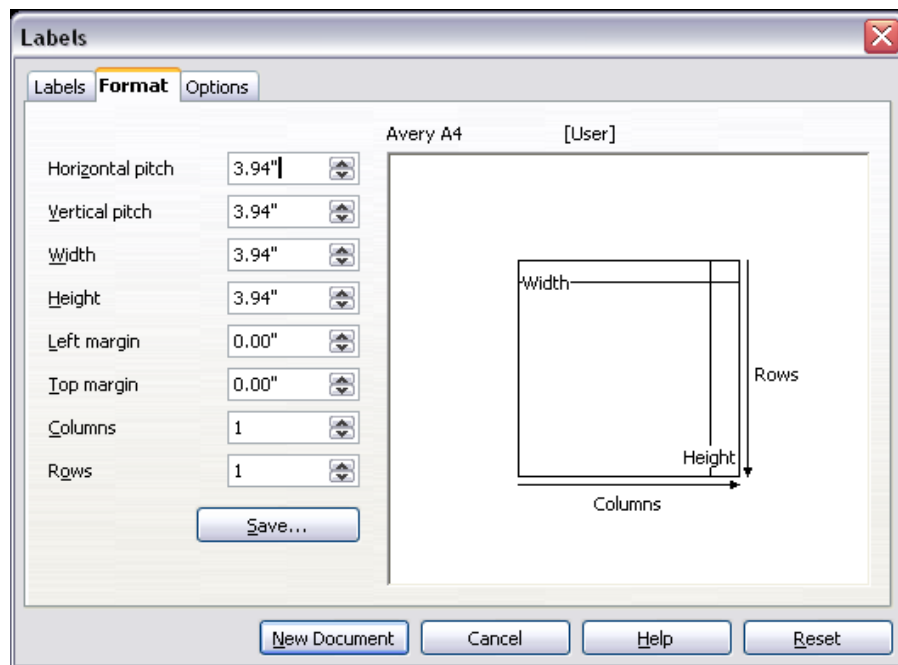 Labels
Labels Format Options
Avery A4 [User]
Horizontal pitch 3.94"
Vertical pitch 3.94"
Width 3.94"
Height 3.94"
Left margin 0.00"
Top margin 0.00"
Columns 1
Rows 1
Save...
Width
Rows
Height
Columns
New Document Cancel Help Reset